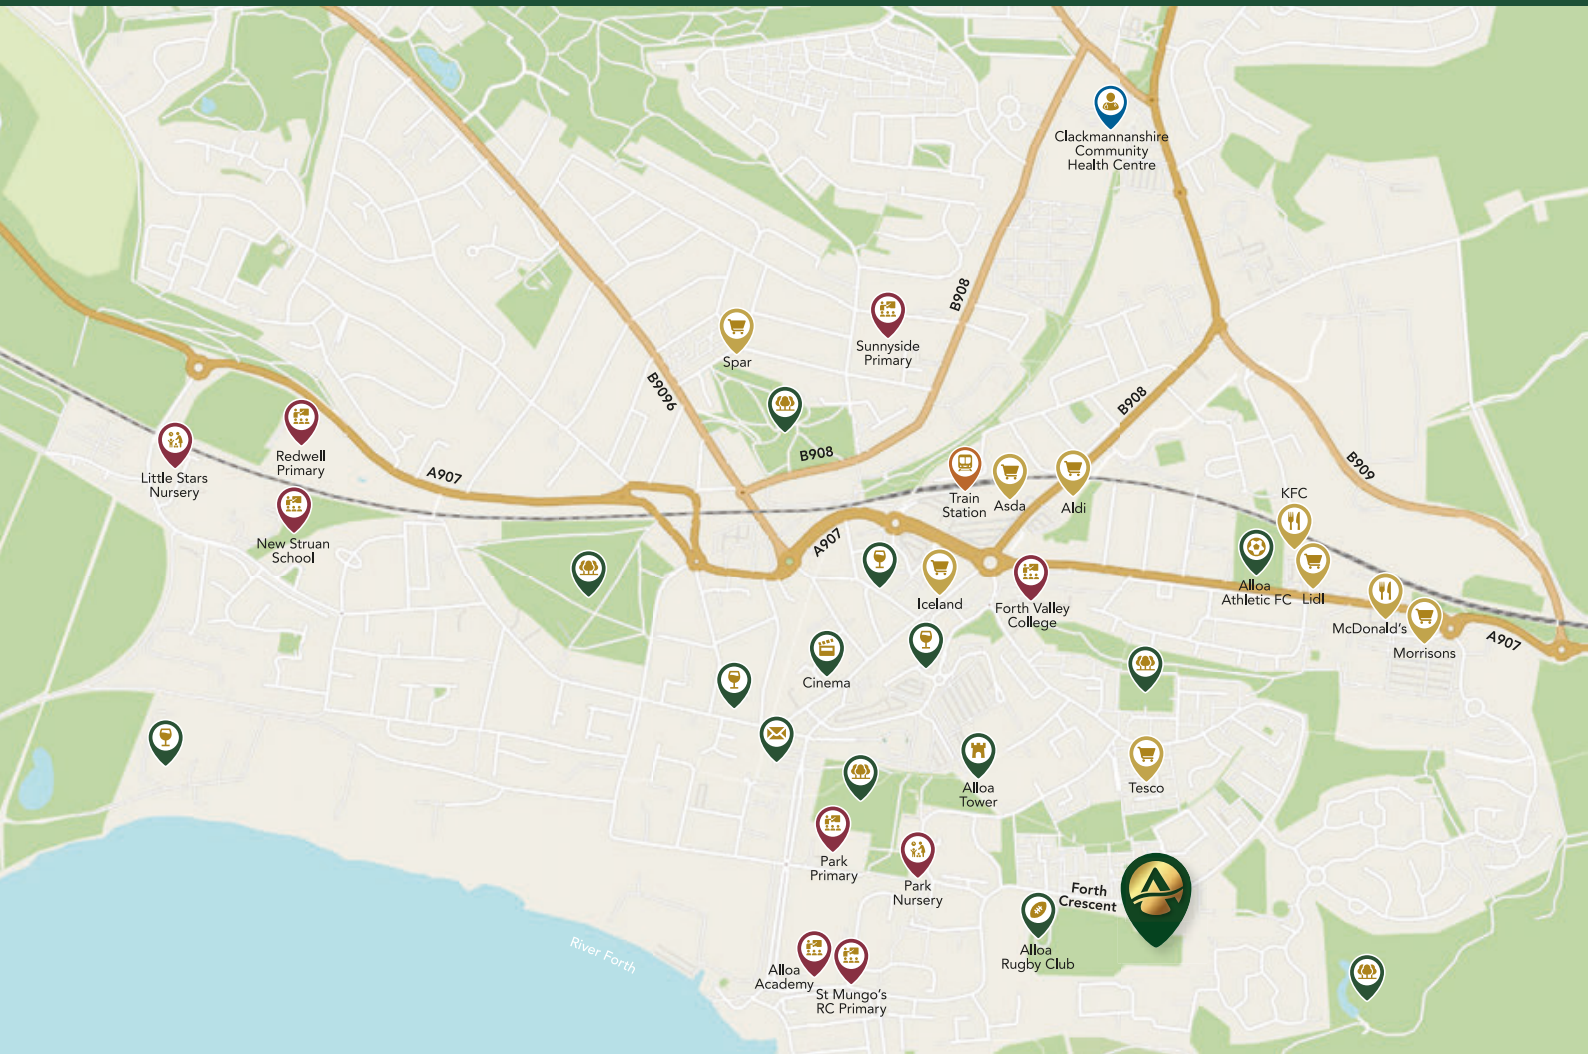 Clackmannanshire
Community
Health Centre
B908
Sunnyside
Primary
Spar
B9096
B908
B908
B909
Redwell
Primary
Little Stars
Nursery
A907
New Struan
School
Train
Station
Asda
Aldi
KFC
A907
Iceland
Forth Valley
College
Alloa
Athletic FC
Lidl
McDonald's
Morrisons
A907
Cinema
Alloa
Tower
Tesco
Park
Primary
Park
Nursery
Forth
Crescent
Alloa
Rugby Club
River Forth
Alloa
Academy
St Mungo's
RC Primary